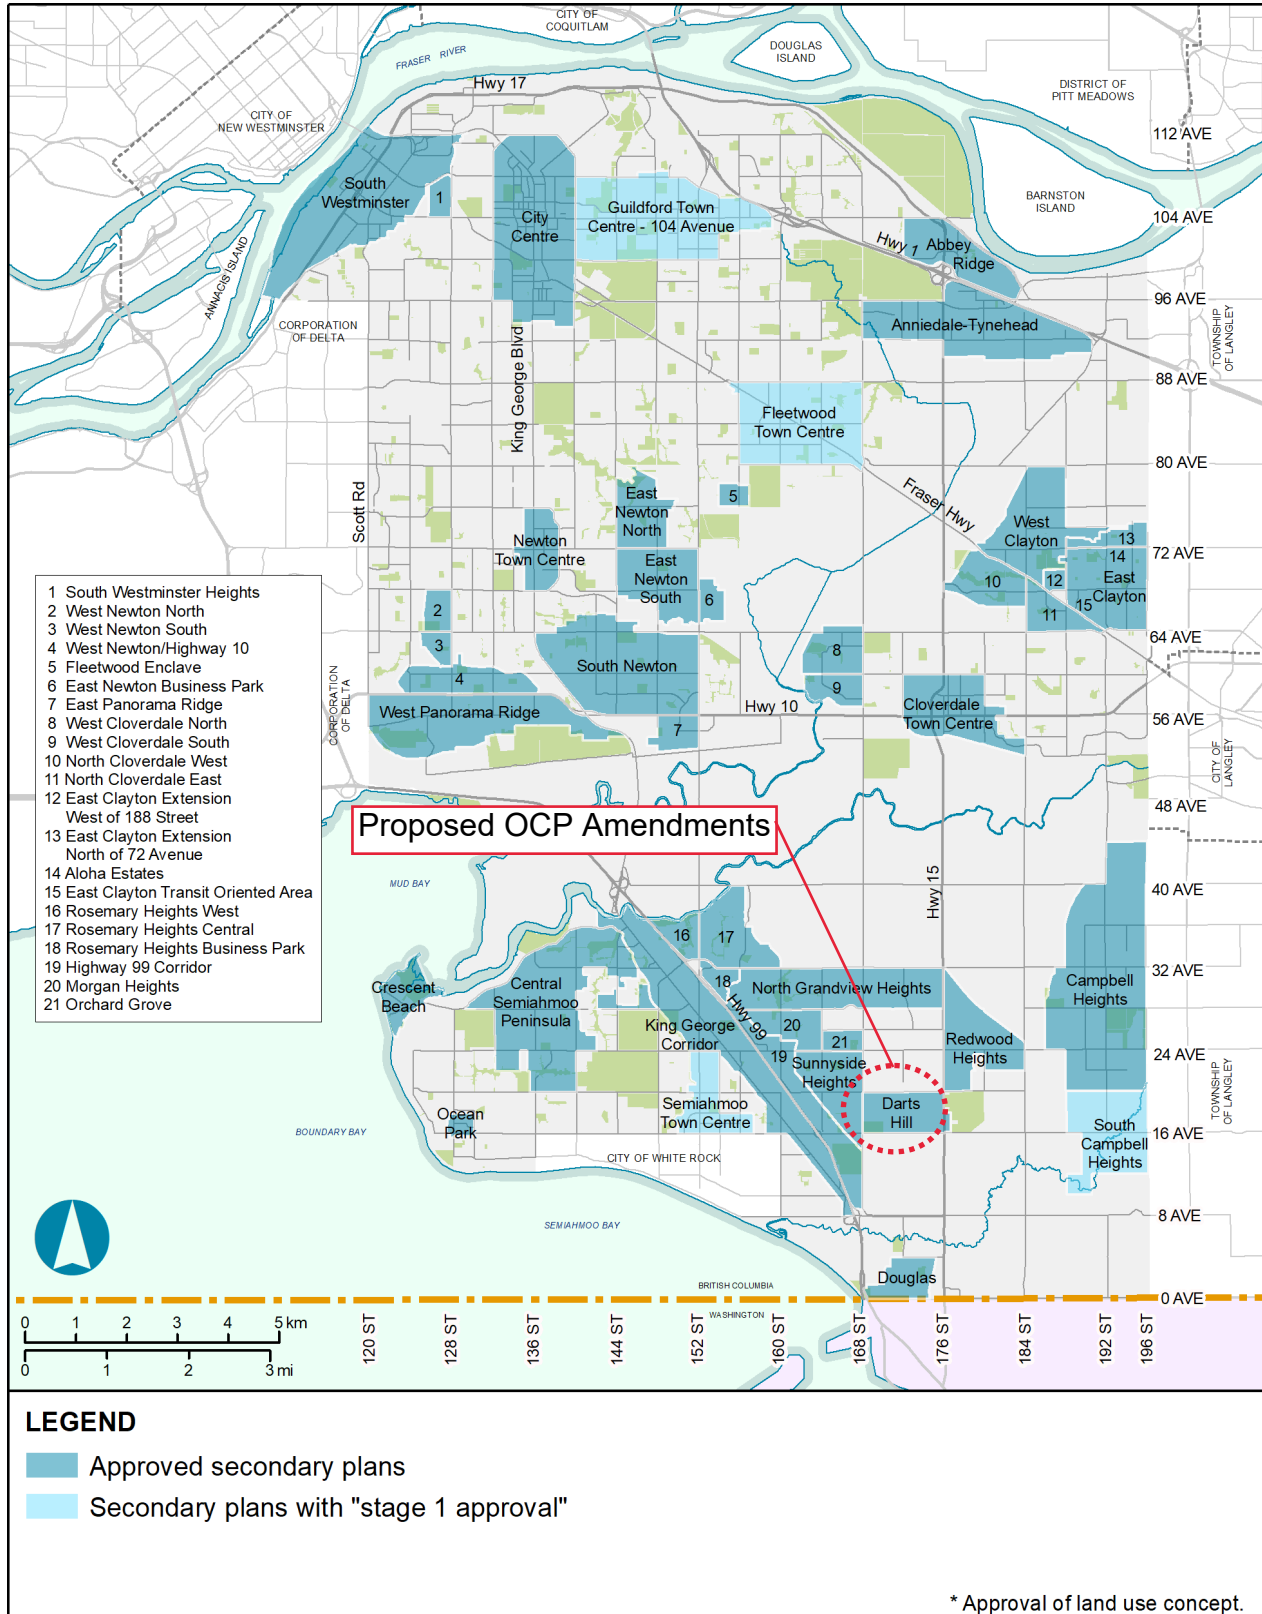 CITY OF
COQUITLAM
FRASER RIVER
DOUGLAS
ISLAND
Hwy 17
DISTRICT OF
PITT MEADOWS
CITY OF
NEW WESTMINSTER
112 AVE
South
Westminster
1
City
Centre
Guildford Town
Centre - 104 Avenue
BARNSTON
ISLAND
104 AVE
Hwy 1
Abbey
Ridge
ANNACIS ISLAND
96 AVE
CORPORATION
OF DELTA
King George Blvd
Anniedale-Tynehead
TOWNSHIP
OF LANGLEY
88 AVE
Fleetwood
Town Centre
80 AVE
Scott Rd
East
Newton
North
5
Fraser Hwy
West
Clayton
13
72 AVE
14
Newton
Town Centre
East
Newton
South
6
10
12
East
Clayton
15
11
1 South Westminster Heights
2 West Newton North
3 West Newton South
4 West Newton/Highway 10
5 Fleetwood Enclave
6 East Newton Business Park
7 East Panorama Ridge
8 West Cloverdale North
9 West Cloverdale South
10 North Cloverdale West
11 North Cloverdale East
12 East Clayton Extension
West of 188 Street
13 East Clayton Extension
North of 72 Avenue
14 Aloha Estates
15 East Clayton Transit Oriented Area
16 Rosemary Heights West
17 Rosemary Heights Central
18 Rosemary Heights Business Park
19 Highway 99 Corridor
20 Morgan Heights
21 Orchard Grove
2
3
64 AVE
4
South Newton
8
9
CORPORATION
OF DELTA
West Panorama Ridge
7
Hwy 10
Cloverdale
Town Centre
56 AVE
CITY OF
LANGLEY
48 AVE
Proposed OCP Amendments
MUD BAY
Hwy 15
40 AVE
16
17
32 AVE
Crescent
Beach
Central
Semiahmoo
Peninsula
18
North Grandview Heights
Campbell
Heights
Hwy 99
King George
Corridor
20
21
Redwood
Heights
24 AVE
19
Sunnyside
Heights
TOWNSHIP
OF LANGLEY
Ocean
Park
Semiahmoo
Town Centre
Darts
Hill
South
Campbell
Heights
16 AVE
BOUNDARY BAY
CITY OF WHITE ROCK
8 AVE
SEMIAHMOO BAY
Douglas
BRITISH COLUMBIA
WASHINGTON
0 AVE
0 1 2 3 4 5 km
0 1 2 3 mi
120 ST
128 ST
136 ST
144 ST
152 ST
160 ST
168 ST
176 ST
184 ST
192 ST
196 ST
LEGEND
Approved secondary plans
Secondary plans with "stage 1 approval"
* Approval of land use concept.